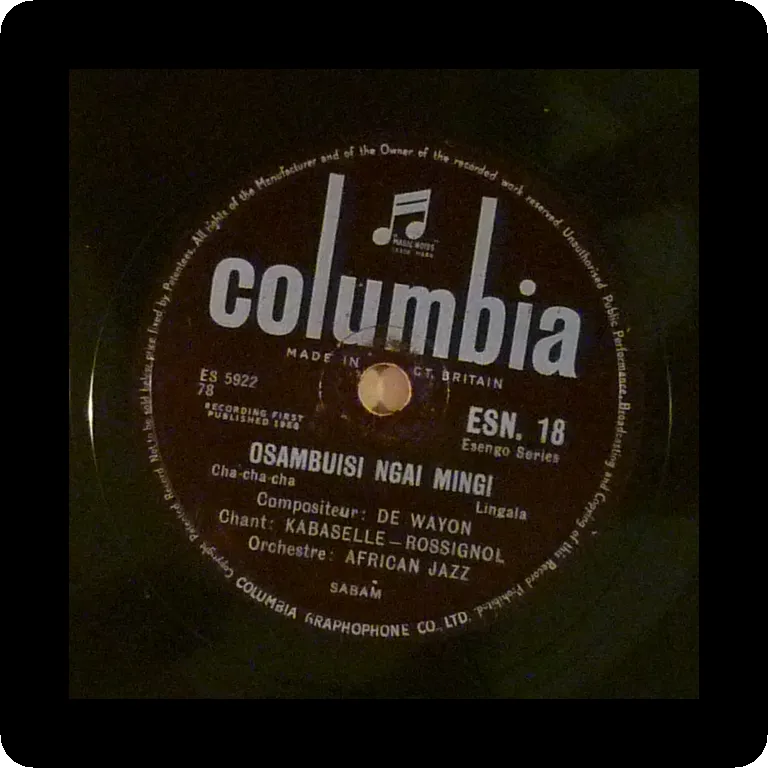 All rights of the Manufacturer and of the Owner of the recorded work reserved. Unauthorised Public Performance, Broadcasting and Copying of this Record Prohibited.
"MAGIC NOTES"
TRADE MARK
columbia
MADE IN CT. BRITAIN
ES 5922
78
RECORDING FIRST
PUBLISHED
ESN. 18
Esengo Series
OSAMBUISI NGAI MINGI
Cha-cha-cha
Lingala
Compositeur: DE WAYON
Chant: KABASELLE-ROSSIGNOL
Orchestre: AFRICAN JAZZ
SABAM
COLUMBIA GRAPHOPHONE CO., LTD.
Copyright Patented Record. Not to be sold below price fixed by Patentees.